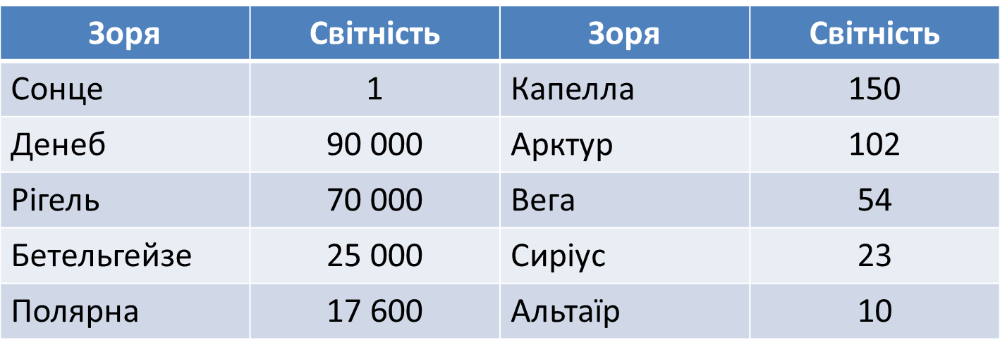 Зоря Світність Зоря Світність
Сонце 1 Капелла 150
Денеб 90 000 Арктур 102
Рігель 70 000 Вега 54
Бетельгейзе 25 000 Сиріус 23
Полярна 17 600 Альтаїр 10